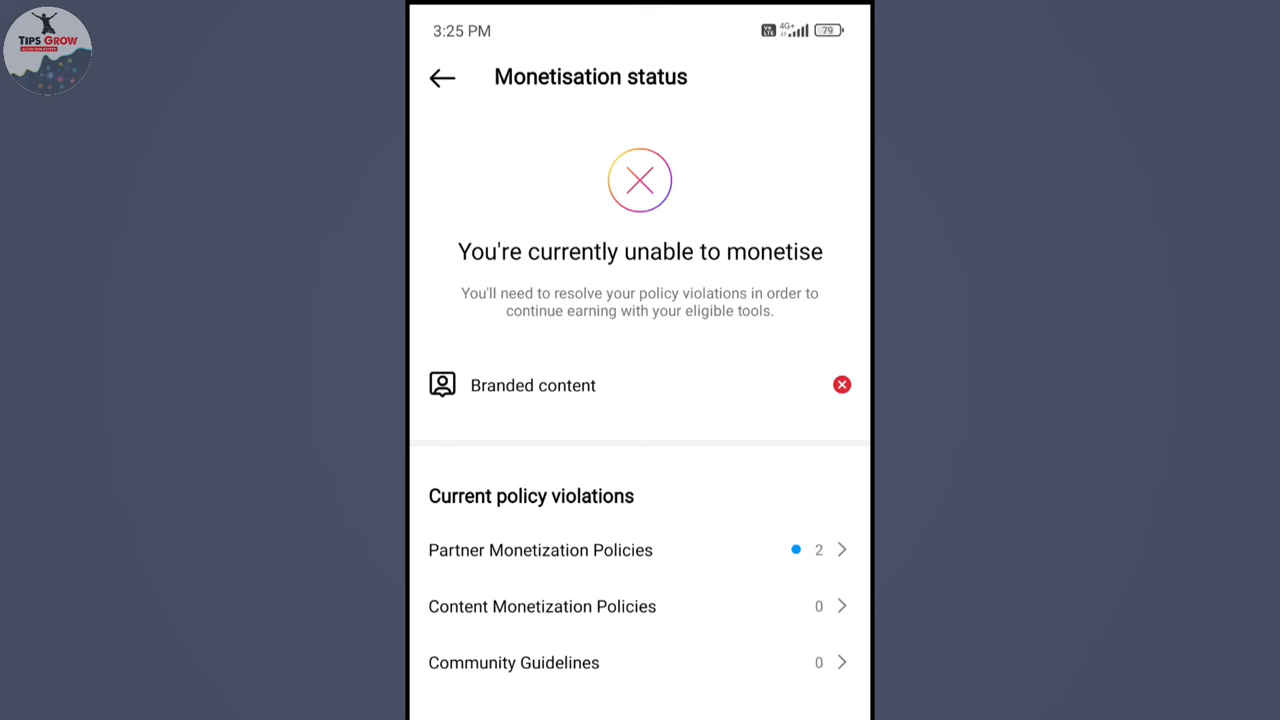 TIPS GROW
3:25 PM
4G+
79
Monetisation status
You're currently unable to monetise
You'll need to resolve your policy violations in order to
continue earning with your eligible tools.
Branded content
Current policy violations
Partner Monetization Policies 2
Content Monetization Policies 0
Community Guidelines 0